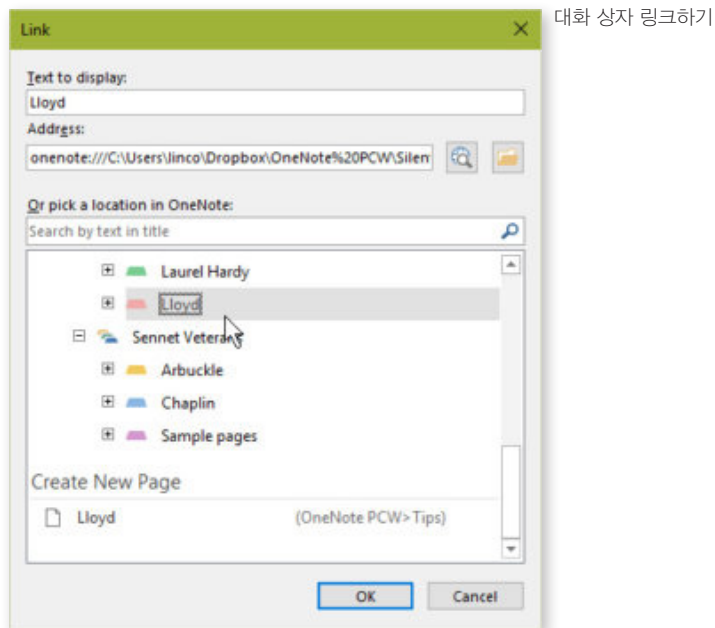 대화 상자 링크하기
Link
Text to display:
Lloyd
Address:
onenote:///C:\Users\linco\Dropbox\OneNote%20PCW\Silen
Or pick a location in OneNote:
Search by text in title
Laurel Hardy
Lloyd
Sennet Veterans
Arbuckle
Chaplin
Sample pages
Create New Page
Lloyd (OneNote PCW>Tips)
OK Cancel